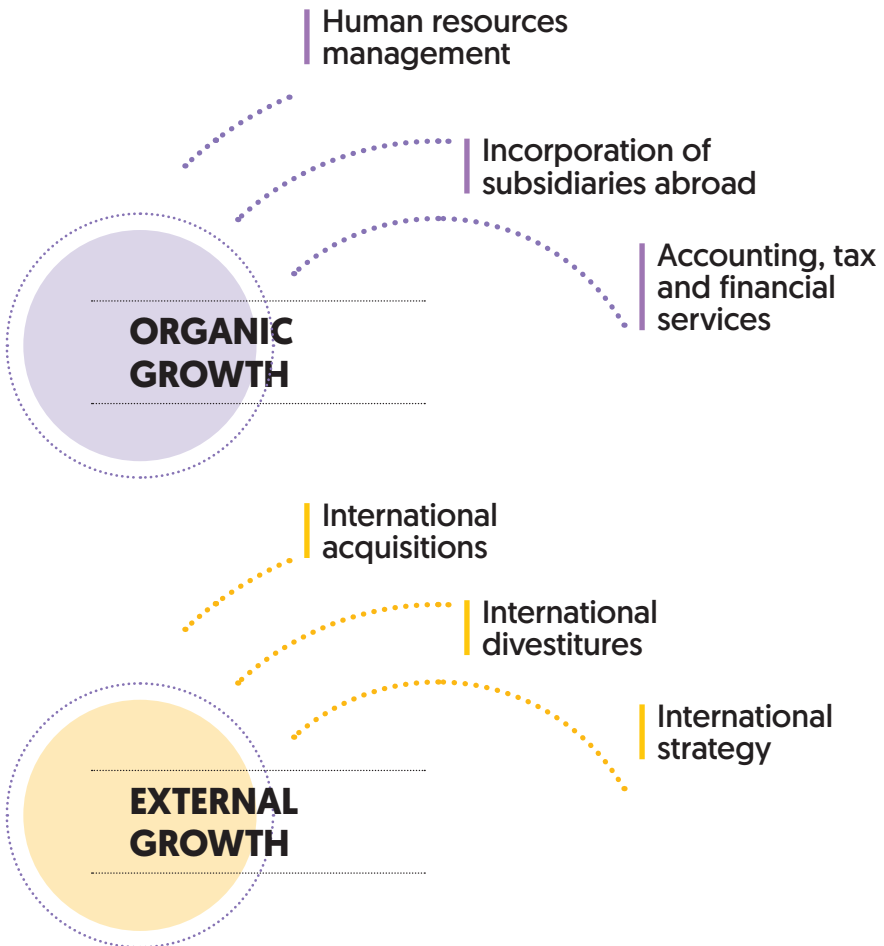 Human resources
management
Incorporation of
subsidiaries abroad
Accounting, tax
and financial
services
ORGANIC
GROWTH
International
acquisitions
International
divestitures
International
strategy
EXTERNAL
GROWTH